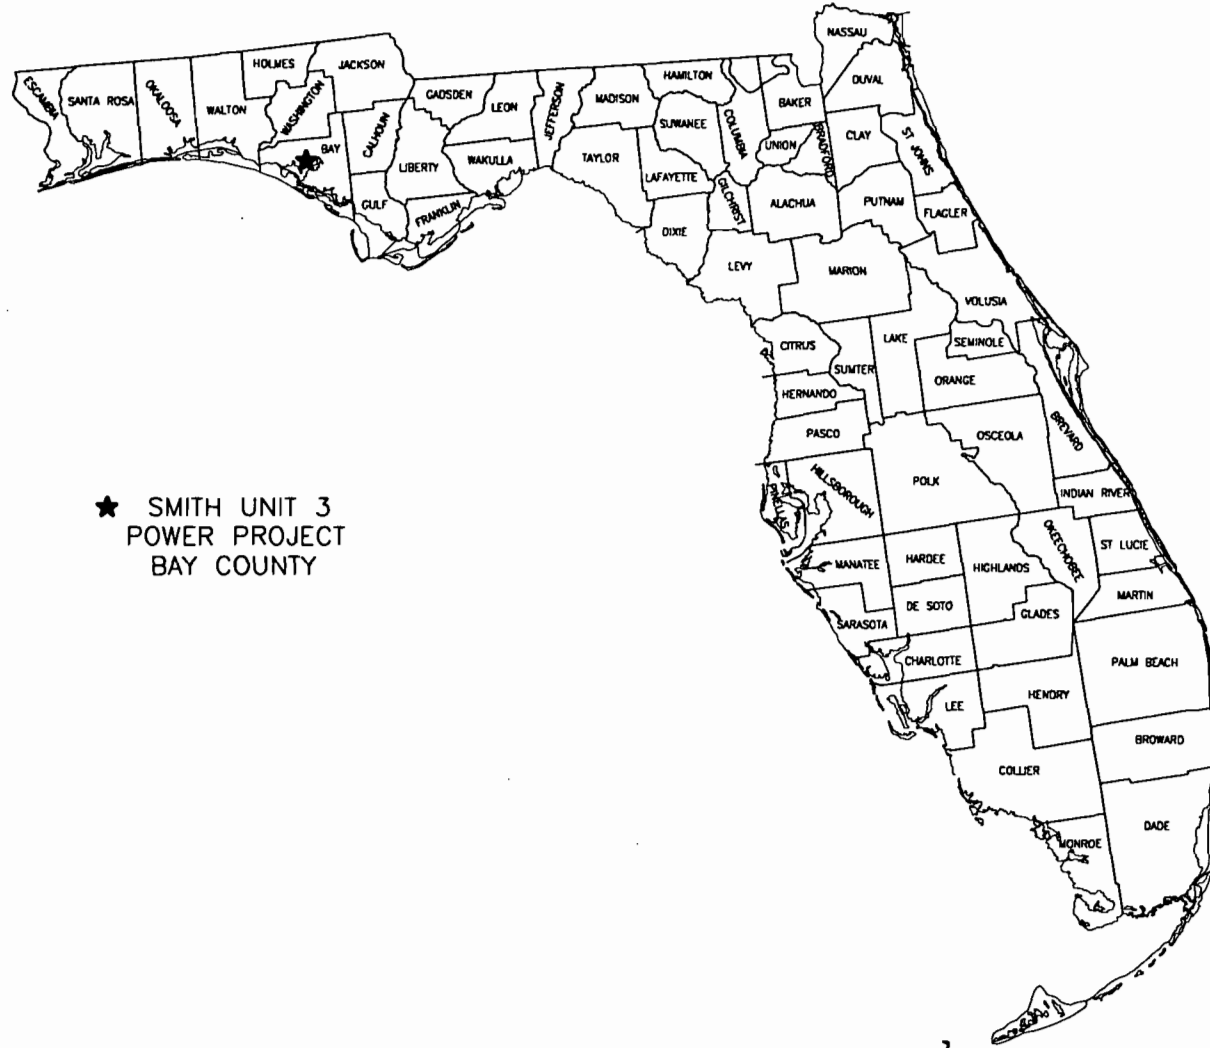 NASSAU
HOLMES
JACKSON
DUVAL
HAMILTON
ESCAMBIA
SANTA ROSA
OKALOOSA
WALTON
WASHINGTON
GADSDEN
LEON
JEFFERSON
MADISON
BAKER
SUWANEE
COLUMBIA
BRADFORD
CLAY
ST JOHNS
BAY
CALHOUN
LIBERTY
WAKULLA
TAYLOR
UNION
LAFAYETTE
GILCHRIST
ALACHUA
PUTNAM
FLAGLER
GULF
FRANKLIN
DIXIE
LEVY
MARION
VOLUSIA
CITRUS
LAKE
SEMINOLE
SUMTER
ORANGE
HERNANDO
PASCO
OSCEOLA
BREVARD
HILLSBOROUGH
POLK
PINELLAS
INDIAN RIVER
★ SMITH UNIT 3
POWER PROJECT
BAY COUNTY
MANATEE
HARDEE
HIGHLANDS
OKEECHOBEE
ST LUCIE
DE SOTO
MARTIN
SARASOTA
GLADES
CHARLOTTE
PALM BEACH
LEE
HENDRY
BROWARD
COLLIER
DADE
MONROE